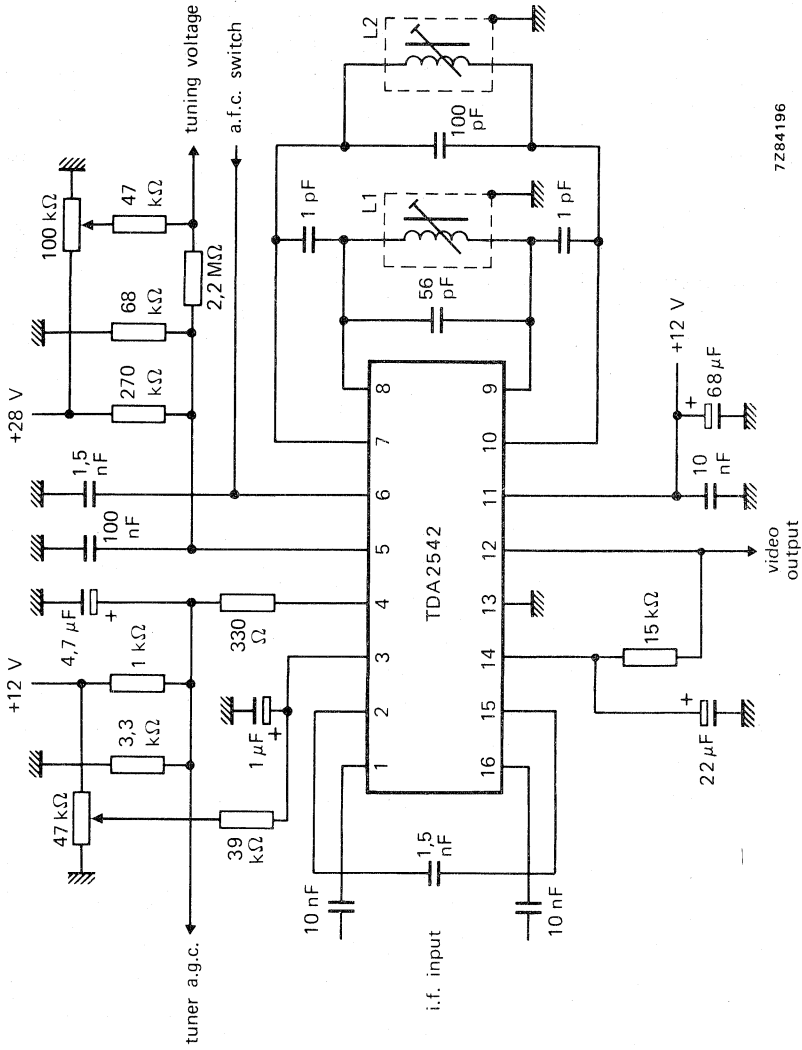 +28 V
100 kΩ
47
kΩ
tuning voltage
270
kΩ
68
kΩ
2,2 MΩ
a.f.c. switch
1,5
nF
100
nF
+12 V
4,7 µF
+
1 kΩ
3,3
kΩ
47 kΩ
tuner a.g.c.
330
Ω
1 µF
+
39
kΩ
L1
L2
1 pF
56
pF
100
pF
1 pF
1
2
3
4
5
6
7
8
TDA2542
16
15
14
13
12
11
10
9
10 nF
i.f. input
10 nF
1,5
nF
15 kΩ
22 µF
+
video
output
+12 V
10
nF
68 µF
+
7Z84196